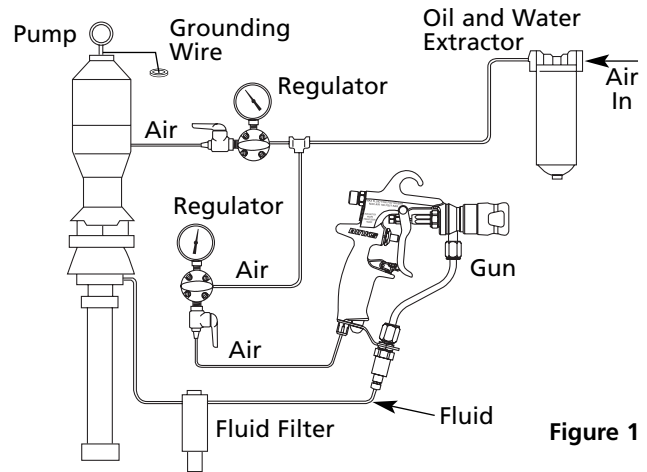 Oil and Water
Extractor
Pump
Grounding
Wire
Air
In
Regulator
Air
Regulator
Air
BINKS
Gun
Air
Fluid
Fluid Filter
Figure 1